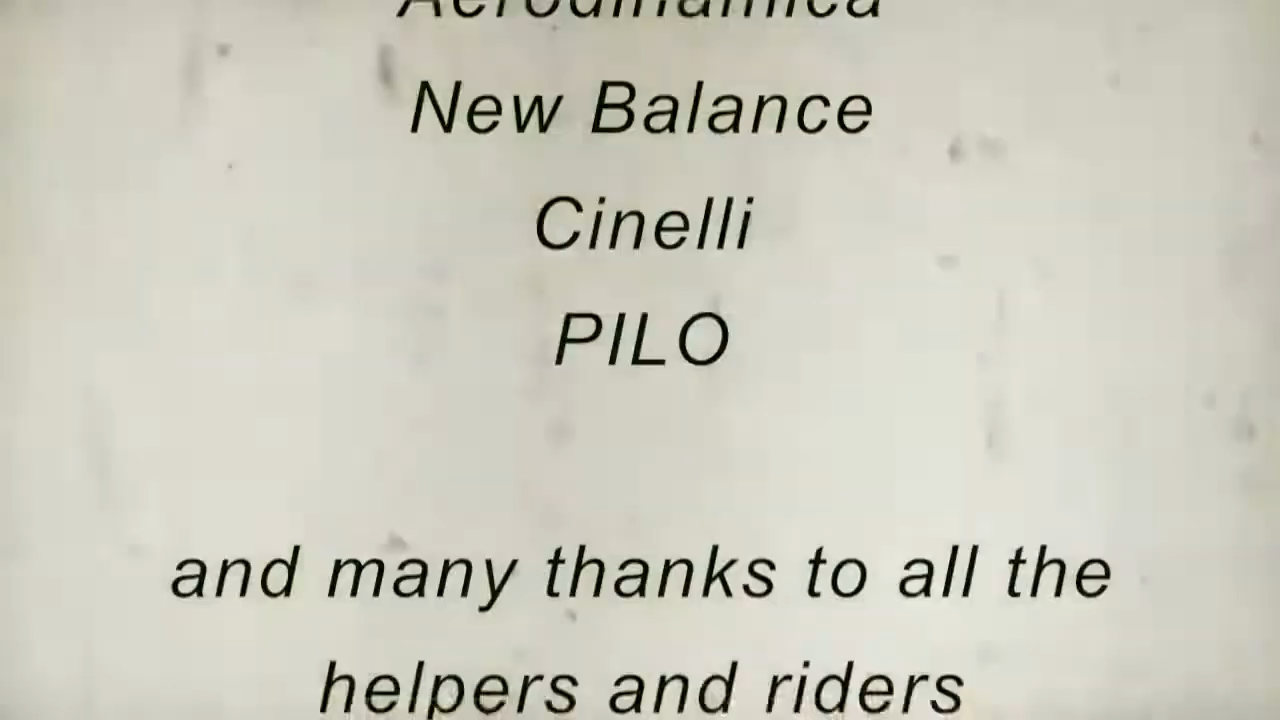 Aerodinamica
New Balance
Cinelli
PILO
and many thanks to all the
helpers and riders